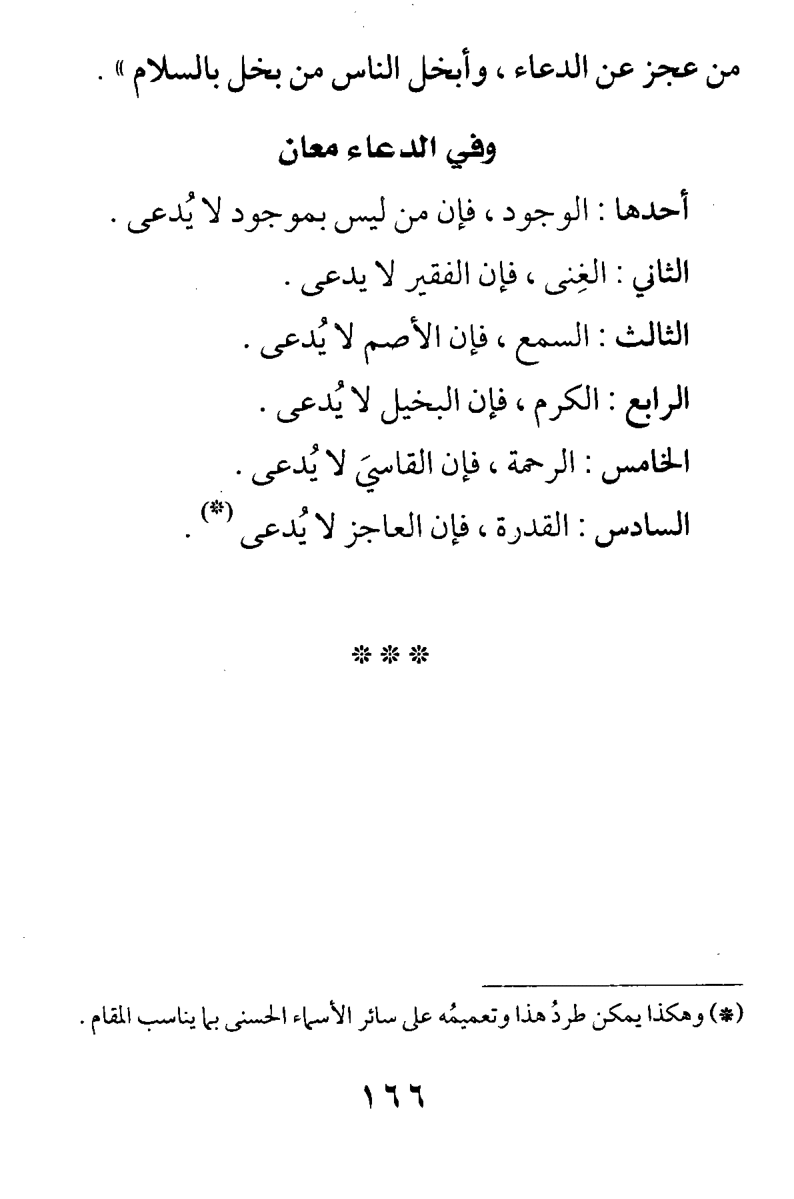 من عجز عن الدعاء ، وأبخل الناس من بخل بالسلام » .
وفي الدعاء معان
أحدها : الوجود ، فإن من ليس بموجود لا يُدعى .
الثاني : الغِنى ، فإن الفقير لا يدعى .
الثالث : السمع ، فإن الأصم لا يُدعى .
الرابع : الكرم ، فإن البخيل لا يُدعى .
الخامس : الرحمة ، فإن القاسيَ لا يُدعى .
السادس : القدرة ، فإن العاجز لا يُدعى (*) .
* * *
(*) وهكذا يمكن طردُ هذا وتعميمُه على سائر الأسماء الحسنى بما يناسب المقام .
١٦٦